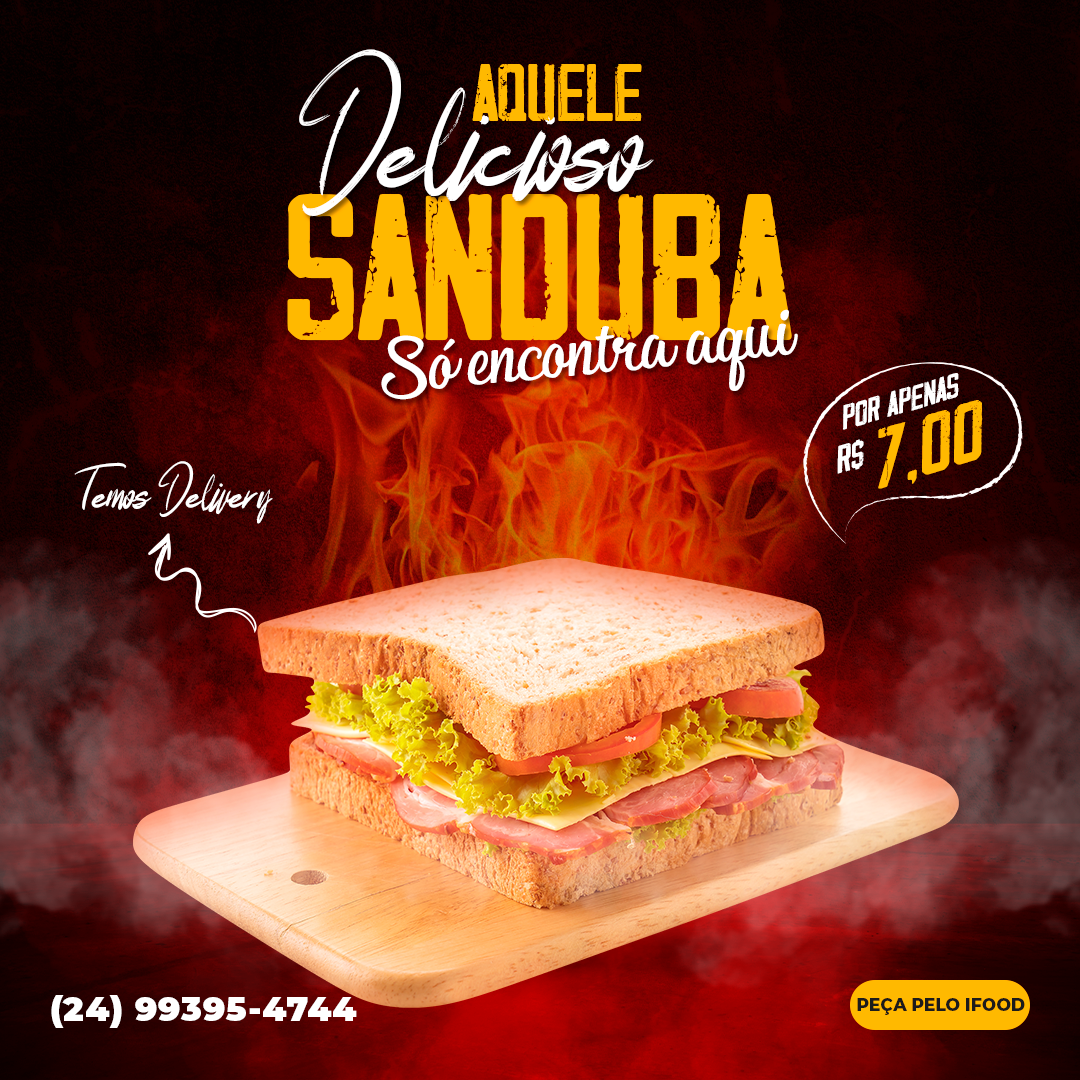 AQUELE
Delicioso
SANDUBA
Só encontra aqui
POR APENAS
R$ 7,00
Temos Delivery
(24) 99395-4744
PEÇA PELO IFOOD